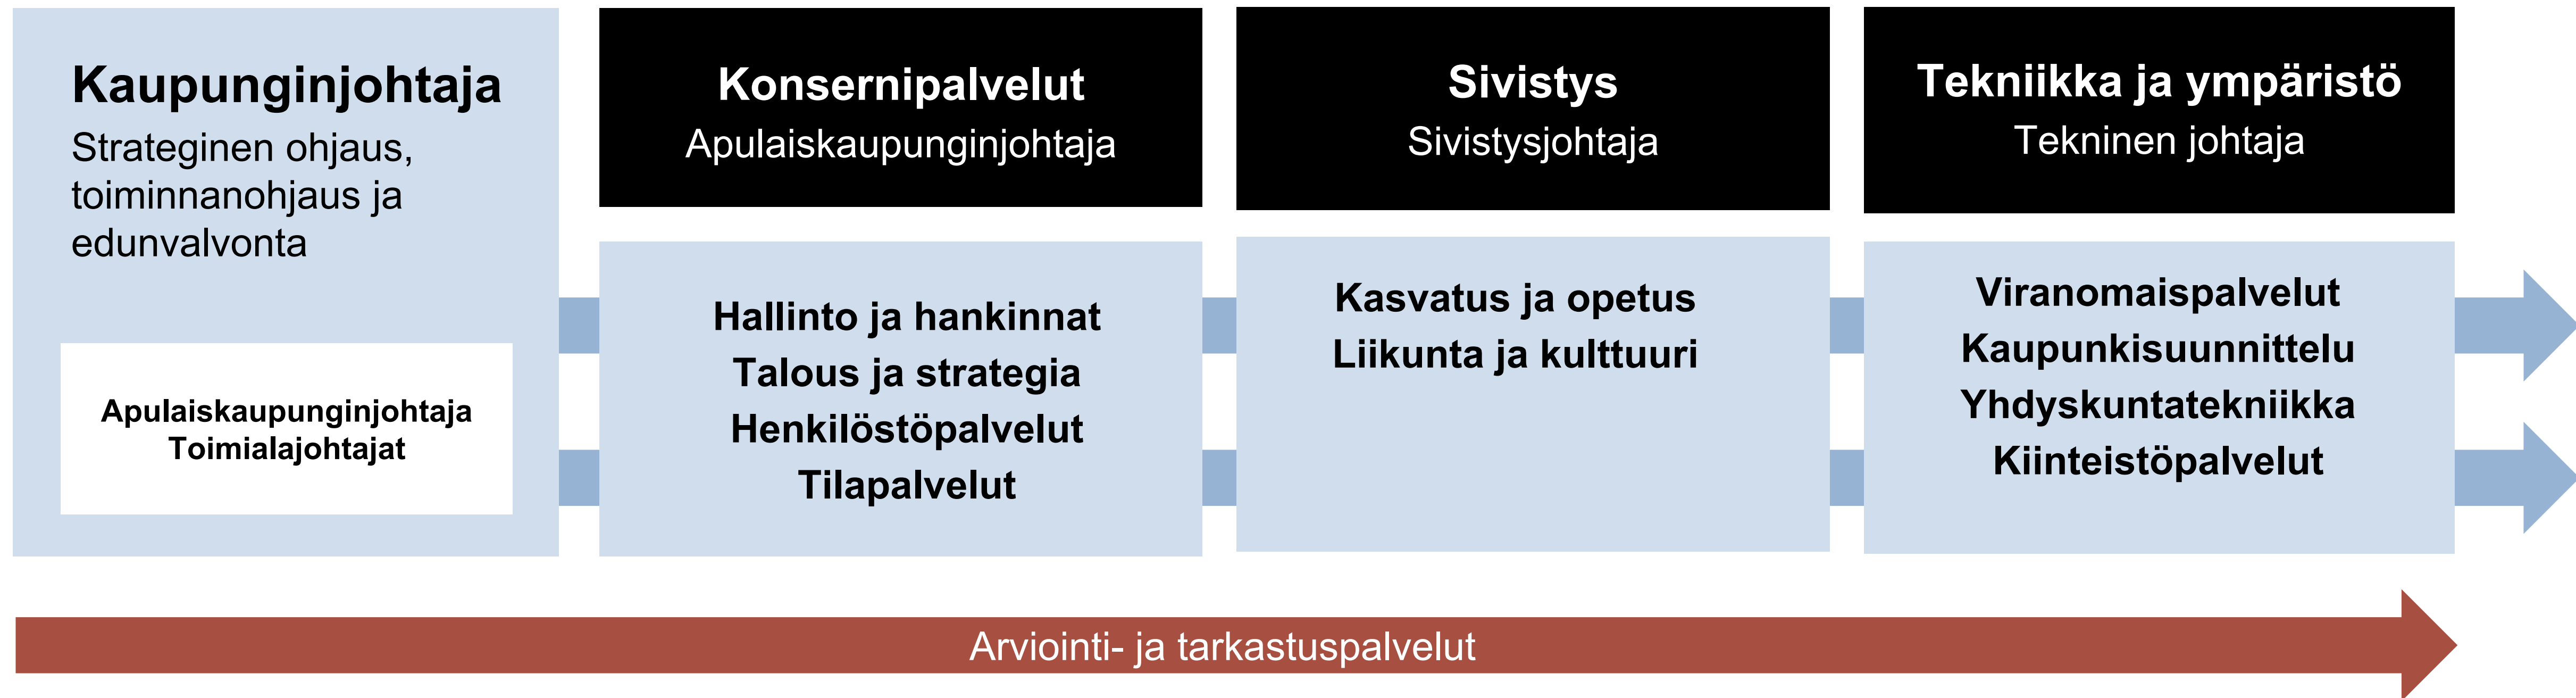 Kaupunginjohtaja
Strateginen ohjaus,
toiminnanohjaus ja
edunvalvonta
Apulaiskaupunginjohtaja
Toimialajohtajat
Konsernipalvelut
Apulaiskaupunginjohtaja
Hallinto ja hankinnat
Talous ja strategia
Henkilöstöpalvelut
Tilapalvelut
Sivistys
Sivistysjohtaja
Kasvatus ja opetus
Liikunta ja kulttuuri
Tekniikka ja ympäristö
Tekninen johtaja
Viranomaispalvelut
Kaupunkisuunnittelu
Yhdyskuntatekniikka
Kiinteistöpalvelut
Arviointi- ja tarkastuspalvelut